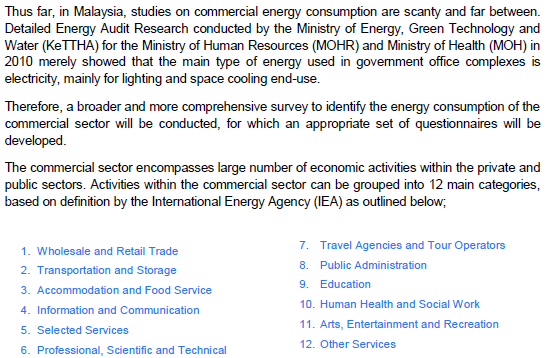 Thus far, in Malaysia, studies on commercial energy consumption are scanty and far between.
Detailed Energy Audit Research conducted by the Ministry of Energy, Green Technology and
Water (KeTTHA) for the Ministry of Human Resources (MOHR) and Ministry of Health (MOH) in
2010 merely showed that the main type of energy used in government office complexes is
electricity, mainly for lighting and space cooling end-use.
Therefore, a broader and more comprehensive survey to identify the energy consumption of the
commercial sector will be conducted, for which an appropriate set of questionnaires will be
developed.
The commercial sector encompasses large number of economic activities within the private and
public sectors. Activities within the commercial sector can be grouped into 12 main categories,
based on definition by the International Energy Agency (IEA) as outlined below;
1. Wholesale and Retail Trade
2. Transportation and Storage
3. Accommodation and Food Service
4. Information and Communication
5. Selected Services
6. Professional, Scientific and Technical
7. Travel Agencies and Tour Operators
8. Public Administration
9. Education
10. Human Health and Social Work
11. Arts, Entertainment and Recreation
12. Other Services